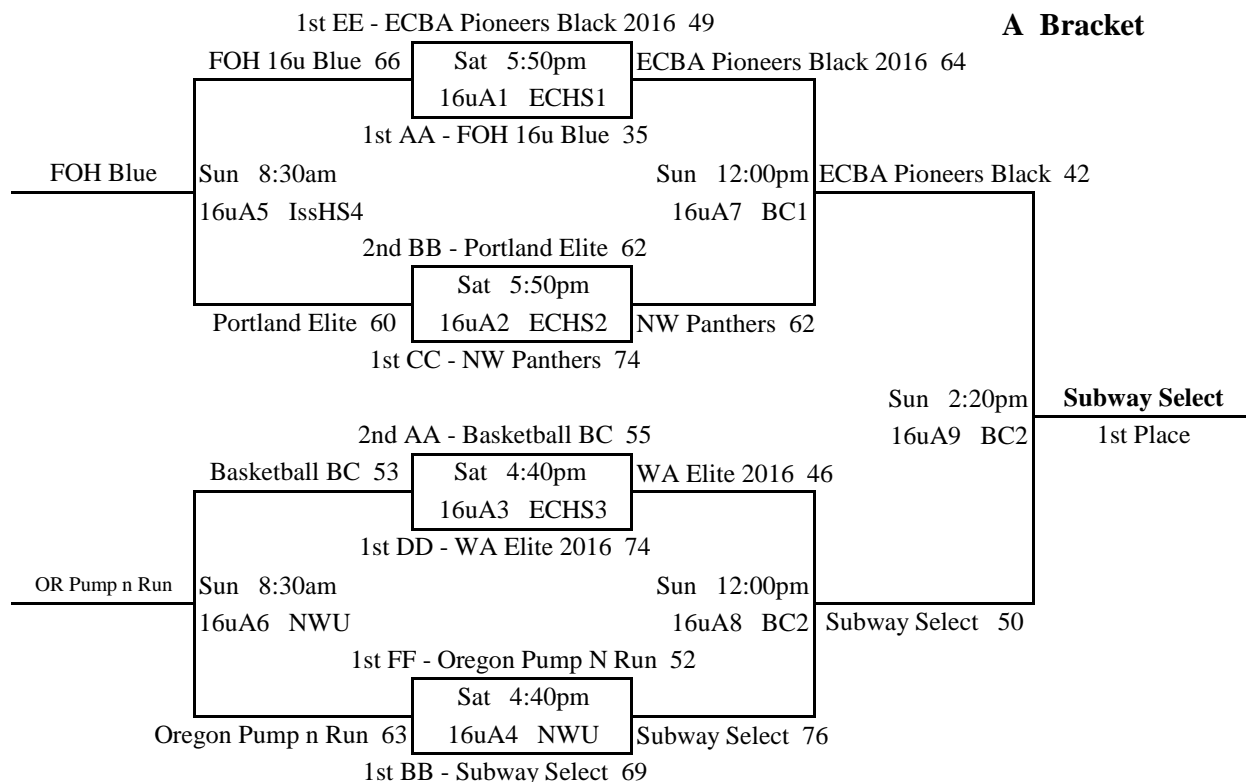 1st EE - ECBA Pioneers Black 2016 49
A Bracket
FOH 16u Blue 66
Sat 5:50pm
ECBA Pioneers Black 2016 64
16uA1 ECHS1
1st AA - FOH 16u Blue 35
FOH Blue
Sun 8:30am
Sun 12:00pm
ECBA Pioneers Black 42
16uA5 IssHS4
16uA7 BC1
2nd BB - Portland Elite 62
Sat 5:50pm
Portland Elite 60
16uA2 ECHS2
NW Panthers 62
1st CC - NW Panthers 74
Sun 2:20pm
Subway Select
16uA9 BC2
1st Place
2nd AA - Basketball BC 55
Basketball BC 53
Sat 4:40pm
WA Elite 2016 46
16uA3 ECHS3
1st DD - WA Elite 2016 74
OR Pump n Run
Sun 8:30am
Sun 12:00pm
16uA6 NWU
16uA8 BC2
Subway Select 50
1st FF - Oregon Pump N Run 52
Sat 4:40pm
Oregon Pump n Run 63
16uA4 NWU
Subway Select 76
1st BB - Subway Select 69